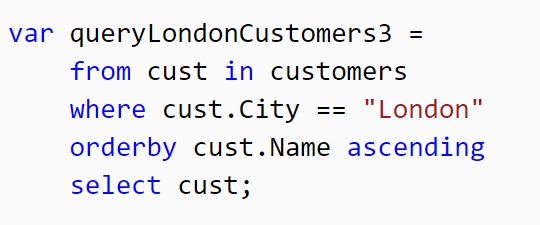 var queryLondonCustomers3 =
    from cust in customers
    where cust.City == "London"
    orderby cust.Name ascending
    select cust;